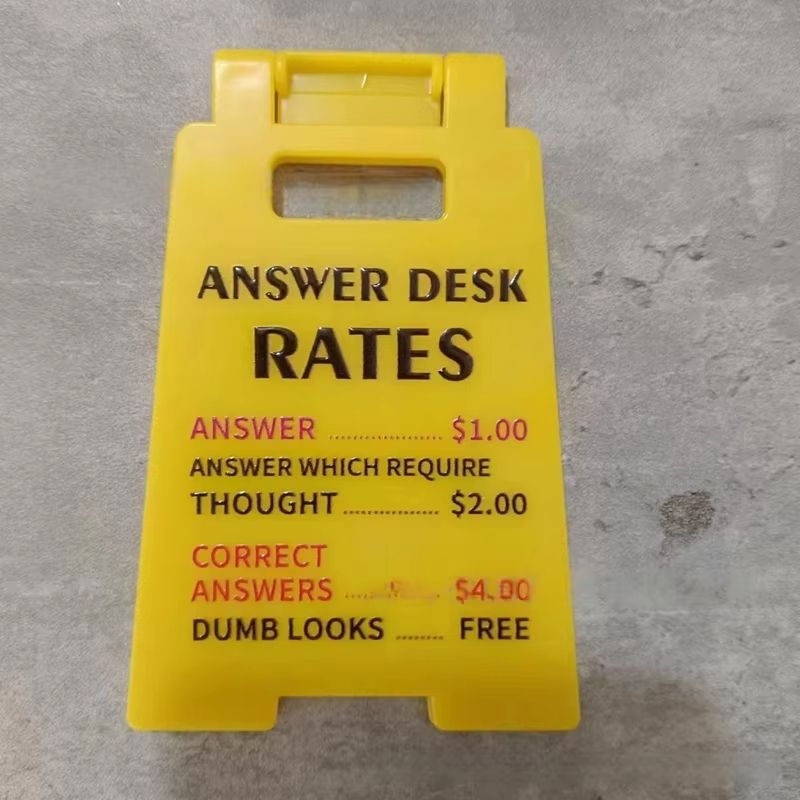 ANSWER DESK
RATES
ANSWER ................... $1.00
ANSWER WHICH REQUIRE
THOUGHT ................ $2.00
CORRECT
ANSWERS ................ $4.00
DUMB LOOKS ........ FREE